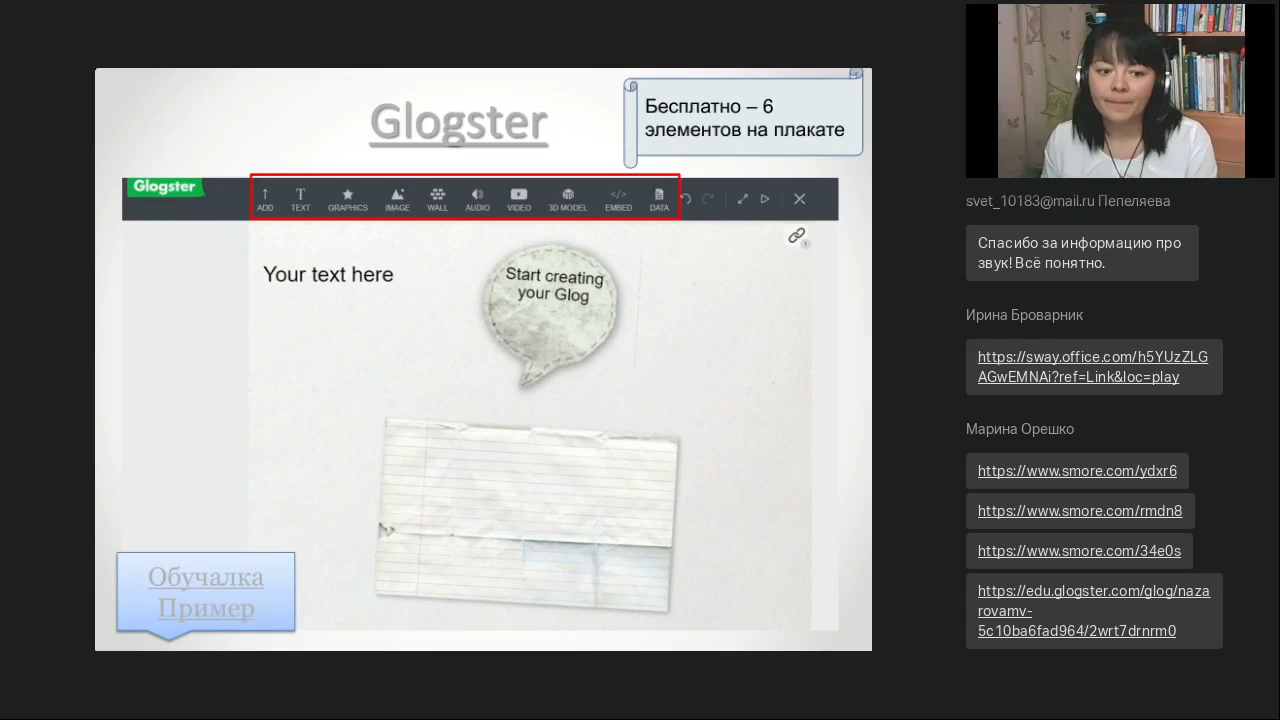 Glogster
Бесплатно – 6
элементов на плакате
Glogster
ADD TEXT GRAPHICS IMAGE WALL AUDIO VIDEO 3D MODEL EMBED DATA
1
Your text here
Start creating
your Glog
Обучалка
Пример
svet_10183@mail.ru Пепеляева
Спасибо за информацию про
звук! Всё понятно.
Ирина Броварник
https://sway.office.com/h5YUzZLG
AGwEMNAi?ref=Link&loc=play
Марина Орешко
https://www.smore.com/ydxr6
https://www.smore.com/rmdn8
https://www.smore.com/34e0s
https://edu.glogster.com/glog/naza
rovamv-
5c10ba6fad964/2wrt7drnrm0